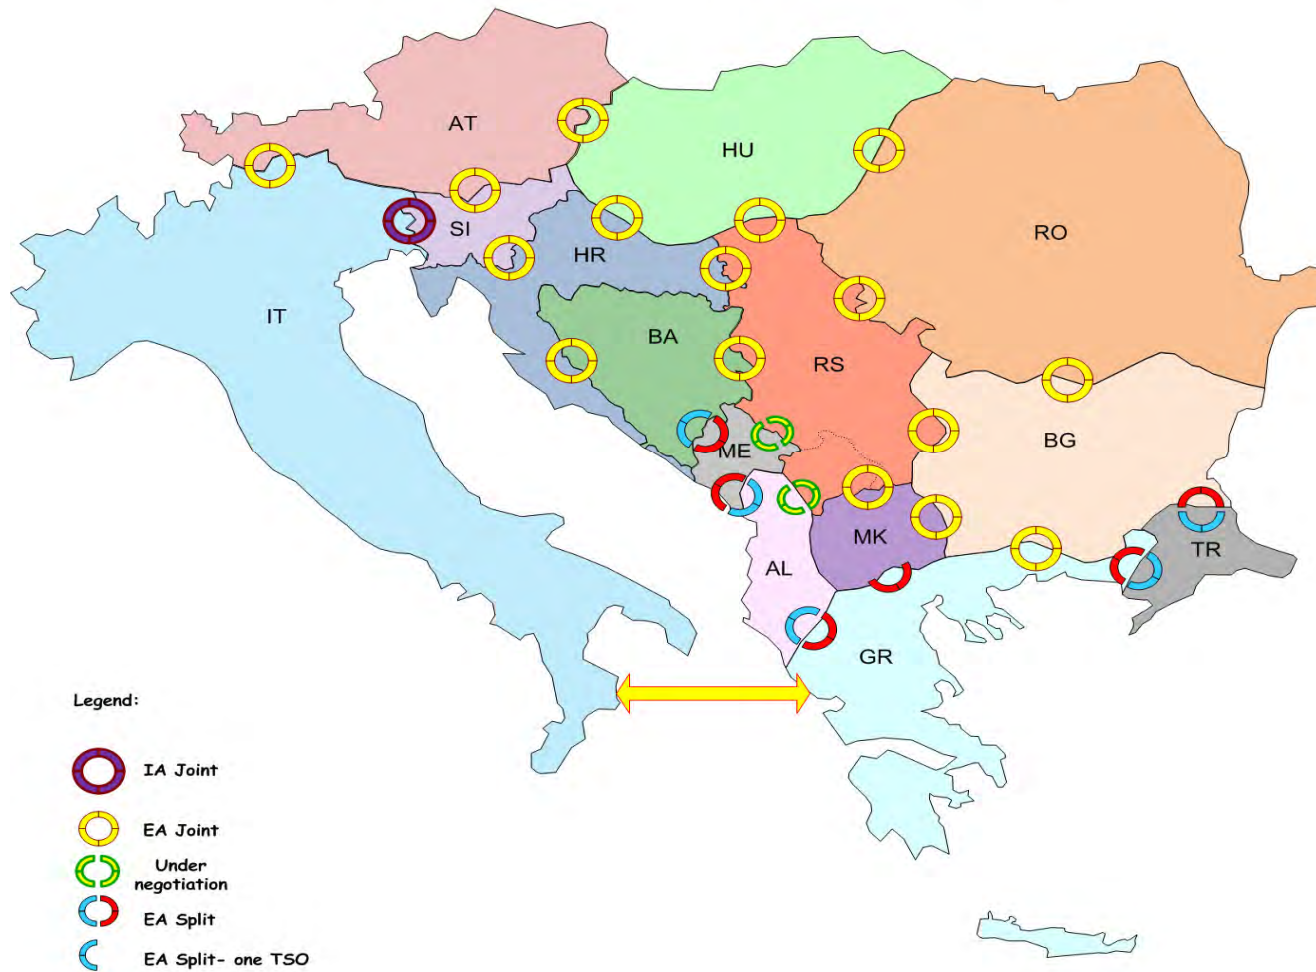 AT
HU
RO
SI
HR
IT
BA
RS
BG
ME
MK
TR
AL
GR
Legend:
IA Joint
EA Joint
Under
negotiation
EA Split
EA Split- one TSO